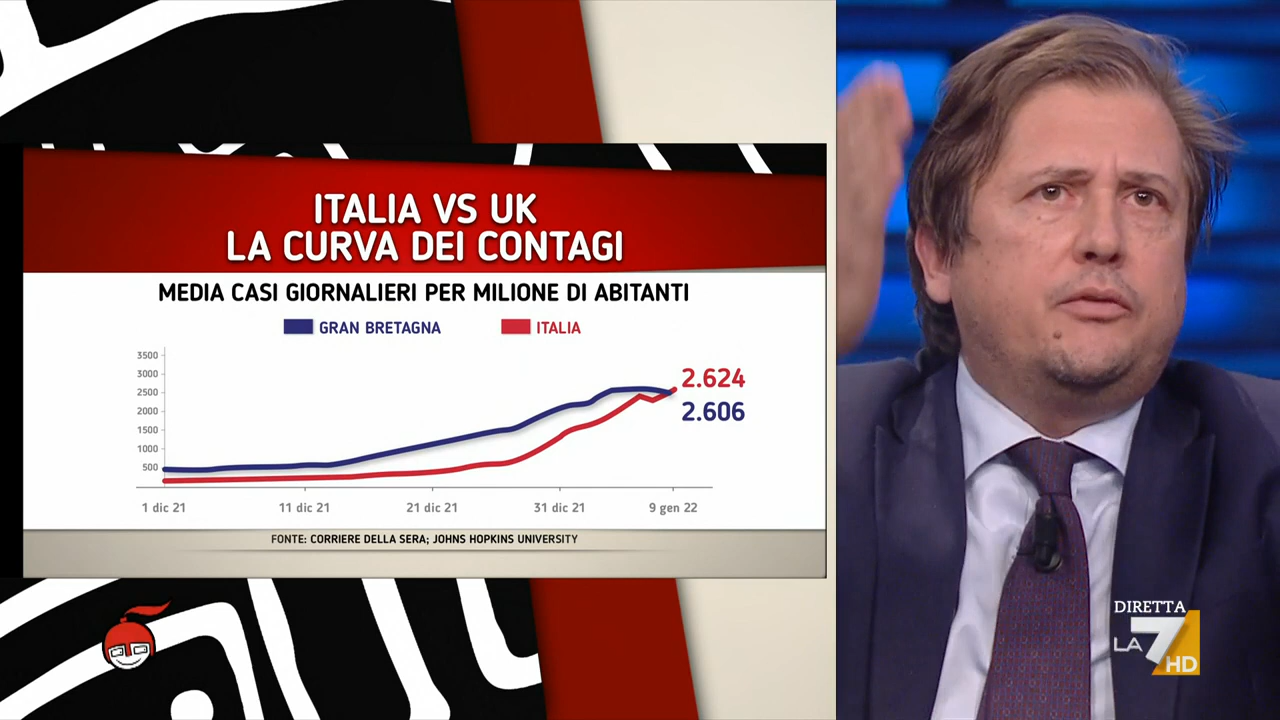 ITALIA VS UK
LA CURVA DEI CONTAGI
MEDIA CASI GIORNALIERI PER MILIONE DI ABITANTI
GRAN BRETAGNA
ITALIA
3500
3000
2500
2000
1500
1000
500
2.624
2.606
1 dic 21
11 dic 21
21 dic 21
31 dic 21
9 gen 22
FONTE: CORRIERE DELLA SERA; JOHNS HOPKINS UNIVERSITY
DIRETTA
LA 7 HD